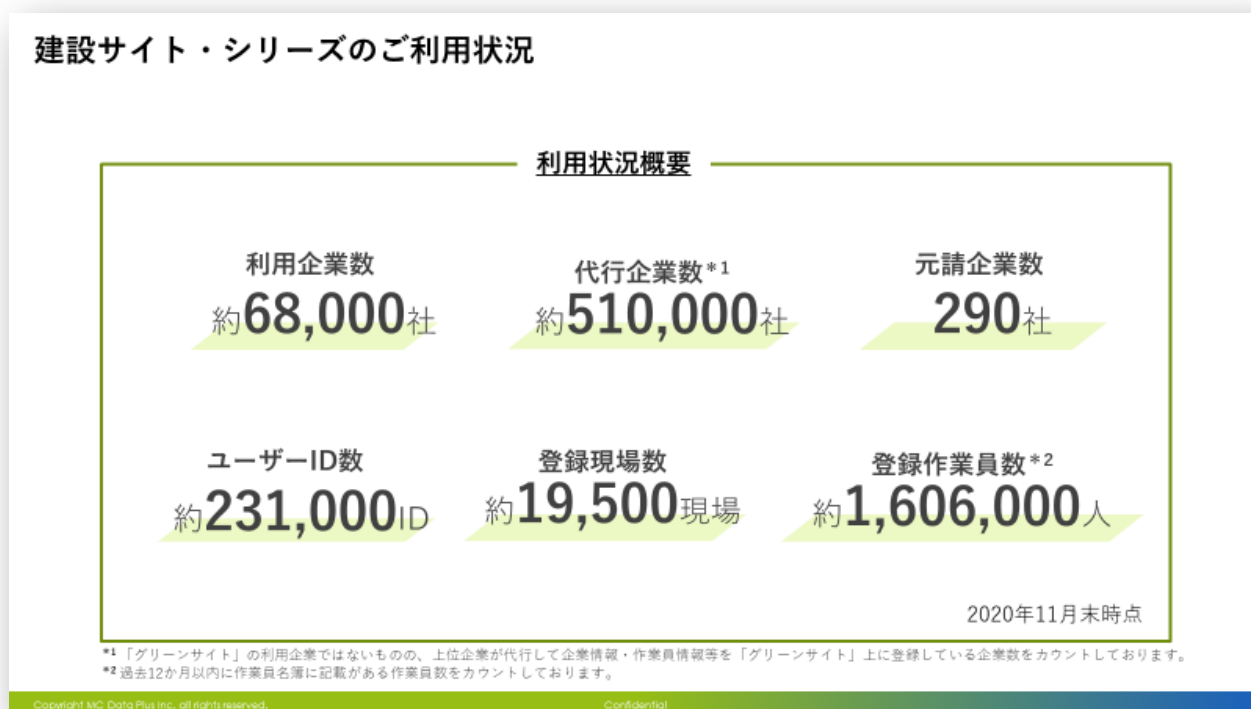 建設サイト・シリーズのご利用状況
利用状況概要
利用企業数
約68,000社
代行企業数*1
約510,000社
元請企業数
290社
ユーザーID数
約231,000ID
登録現場数
約19,500現場
登録作業員数*2
約1,606,000人
2020年11月末時点
*1 「グリーンサイト」の利用企業ではないものの、上位企業が代行して企業情報・作業員情報等を「グリーンサイト」上に登録している企業数をカウントしております。
*2 過去12か月以内に作業員名簿に記載がある作業員数をカウントしております。
Copyright MC Data Plus Inc. all rights reserved.
Confidential